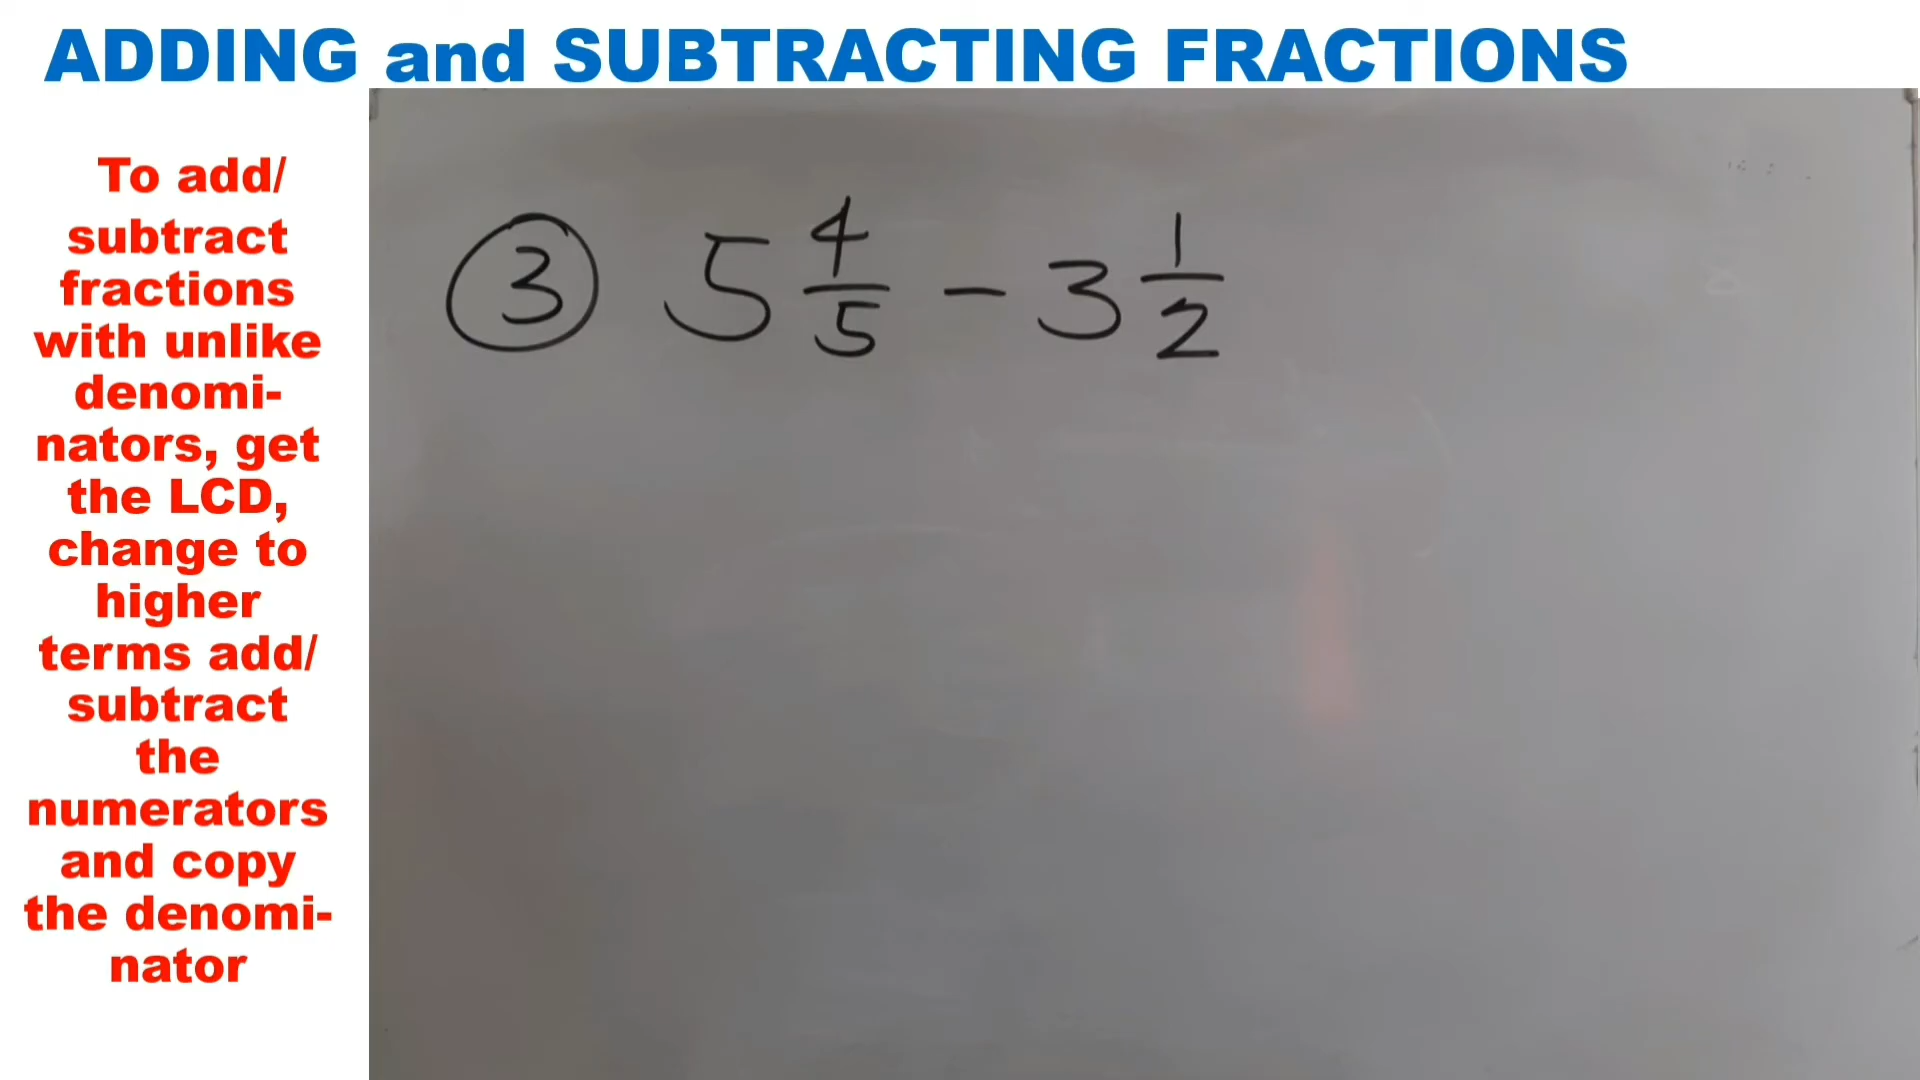 ADDING and SUBTRACTING FRACTIONS
To add/
subtract
fractions
with unlike
denomi-
nators, get
the LCD,
change to
higher
terms add/
subtract
the
numerators
and copy
the denomi-
nator
③ 5 4/5 - 3 1/2